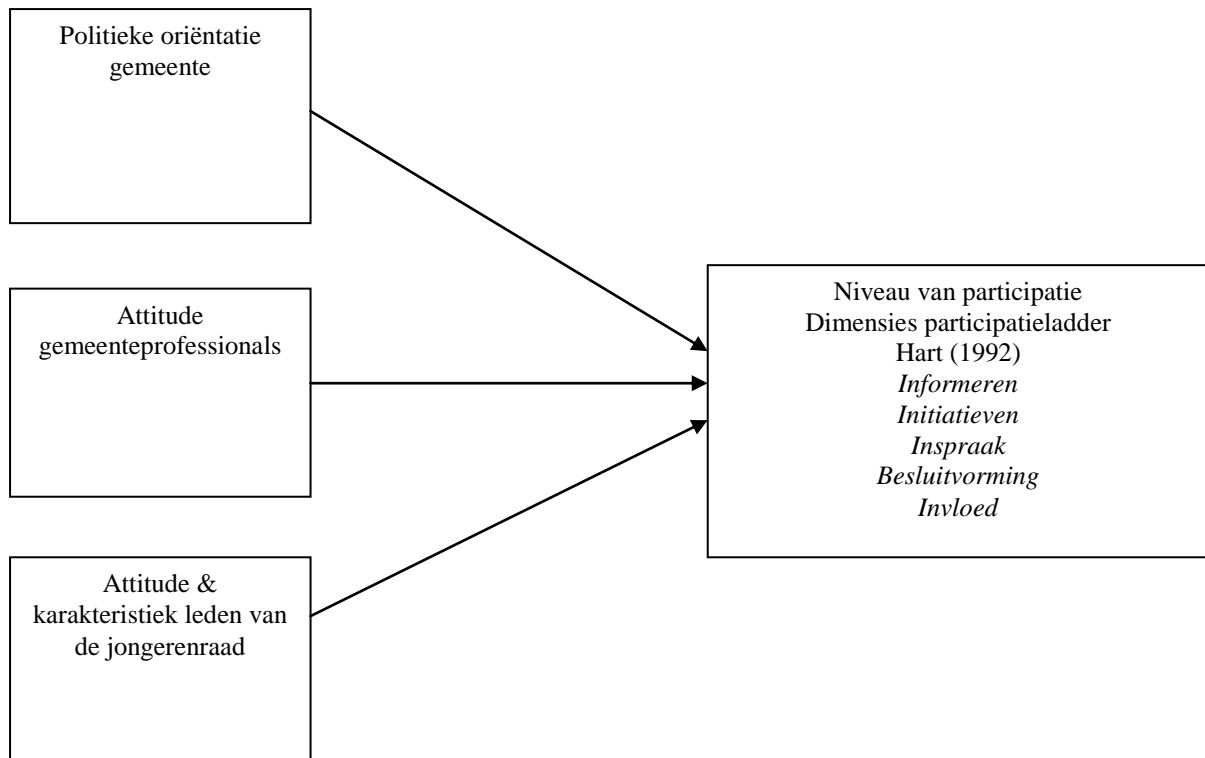 Politieke oriëntatie
gemeente
Attitude
gemeenteprofessionals
Attitude &
karakteristiek leden van
de jongerenraad
Niveau van participatie
Dimensies participatieladder
Hart (1992)
Informeren
Initiatieven
Inspraak
Besluitvorming
Invloed